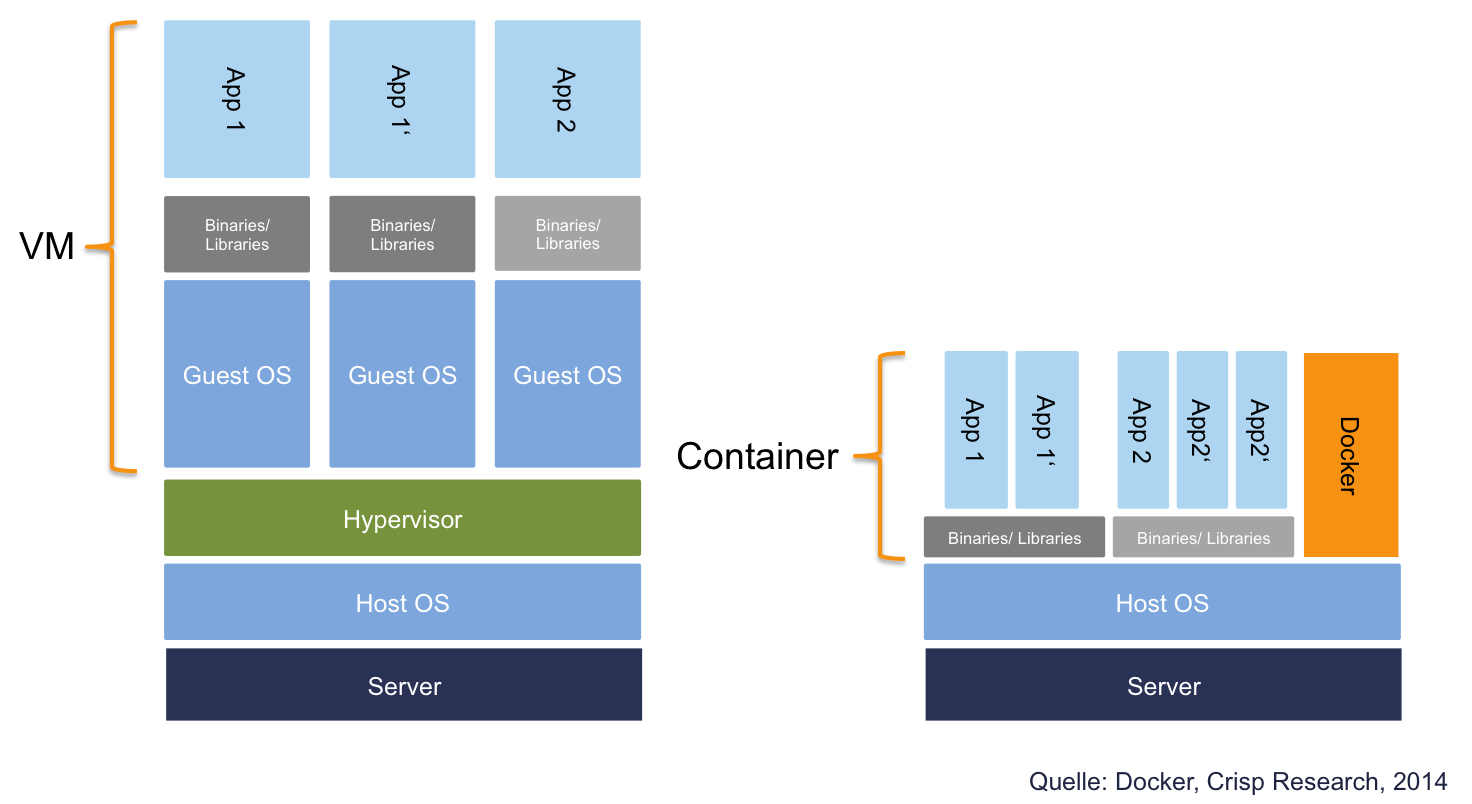 VM
App 1
App 1‘
App 2
Binaries/
Libraries
Binaries/
Libraries
Binaries/
Libraries
Guest OS
Guest OS
Guest OS
Hypervisor
Host OS
Server
Container
App 1
App 1‘
App 2
App2‘
App2‘
Docker
Binaries/ Libraries
Binaries/ Libraries
Host OS
Server
Quelle: Docker, Crisp Research, 2014